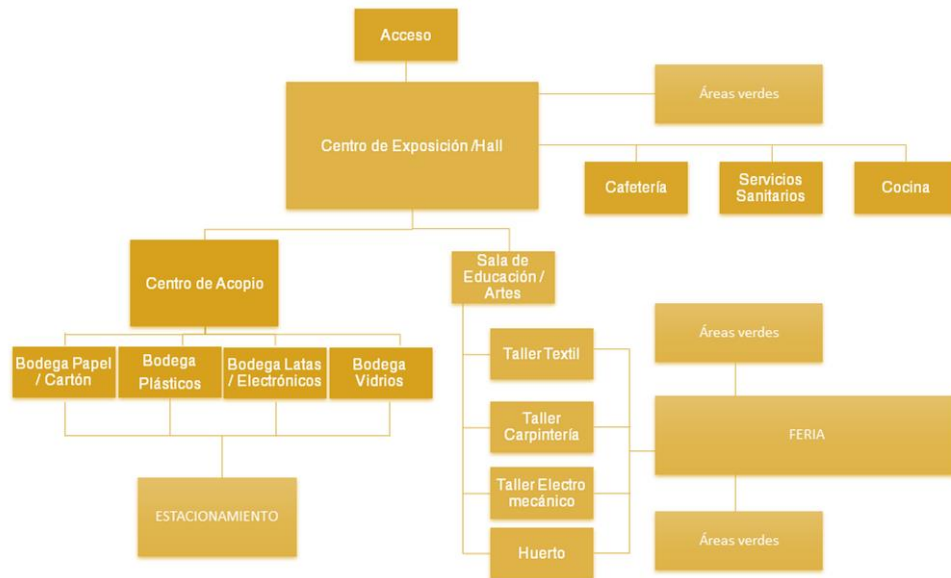 Acceso
Áreas verdes
Centro de Exposición /Hall
Cafetería
Servicios
Sanitarios
Cocina
Centro de Acopio
Sala de
Educación /
Artes
Bodega Papel
/ Cartón
Bodega
Plásticos
Bodega Latas
/ Electrónicos
Bodega
Vidrios
ESTACIONAMIENTO
Taller Textil
Taller
Carpintería
Taller Electro
mecánico
Huerto
Áreas verdes
FERIA
Áreas verdes